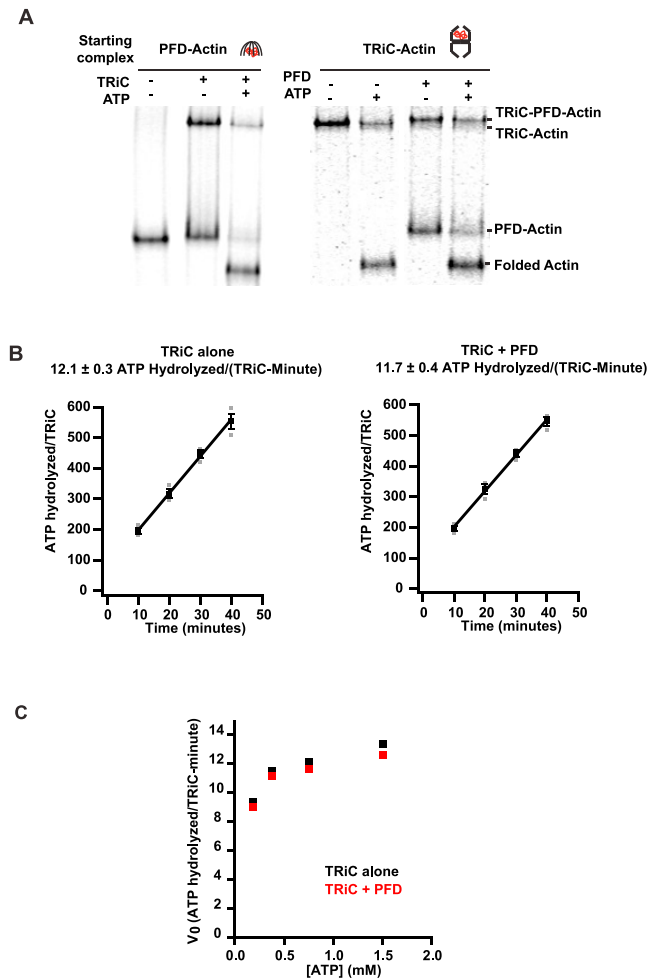 A
Starting complex
PFD-Actin
TRiC-Actin
TRiC - + +
ATP - - +
PFD - - + +
ATP - + - +
TRiC-PFD-Actin
TRiC-Actin
PFD-Actin
Folded Actin
B
TRiC alone
12.1 ± 0.3 ATP Hydrolyzed/(TRiC-Minute)
ATP hydrolyzed/TRiC
600
500
400
300
200
100
0
0 10 20 30 40 50
Time (minutes)
TRiC + PFD
11.7 ± 0.4 ATP Hydrolyzed/(TRiC-Minute)
ATP hydrolyzed/TRiC
600
500
400
300
200
100
0
0 10 20 30 40 50
Time (minutes)
C
V0 (ATP hydrolyzed/TRiC-minute)
14
12
10
8
6
4
2
0
0.0 0.5 1.0 1.5 2.0
[ATP] (mM)
TRiC alone
TRiC + PFD